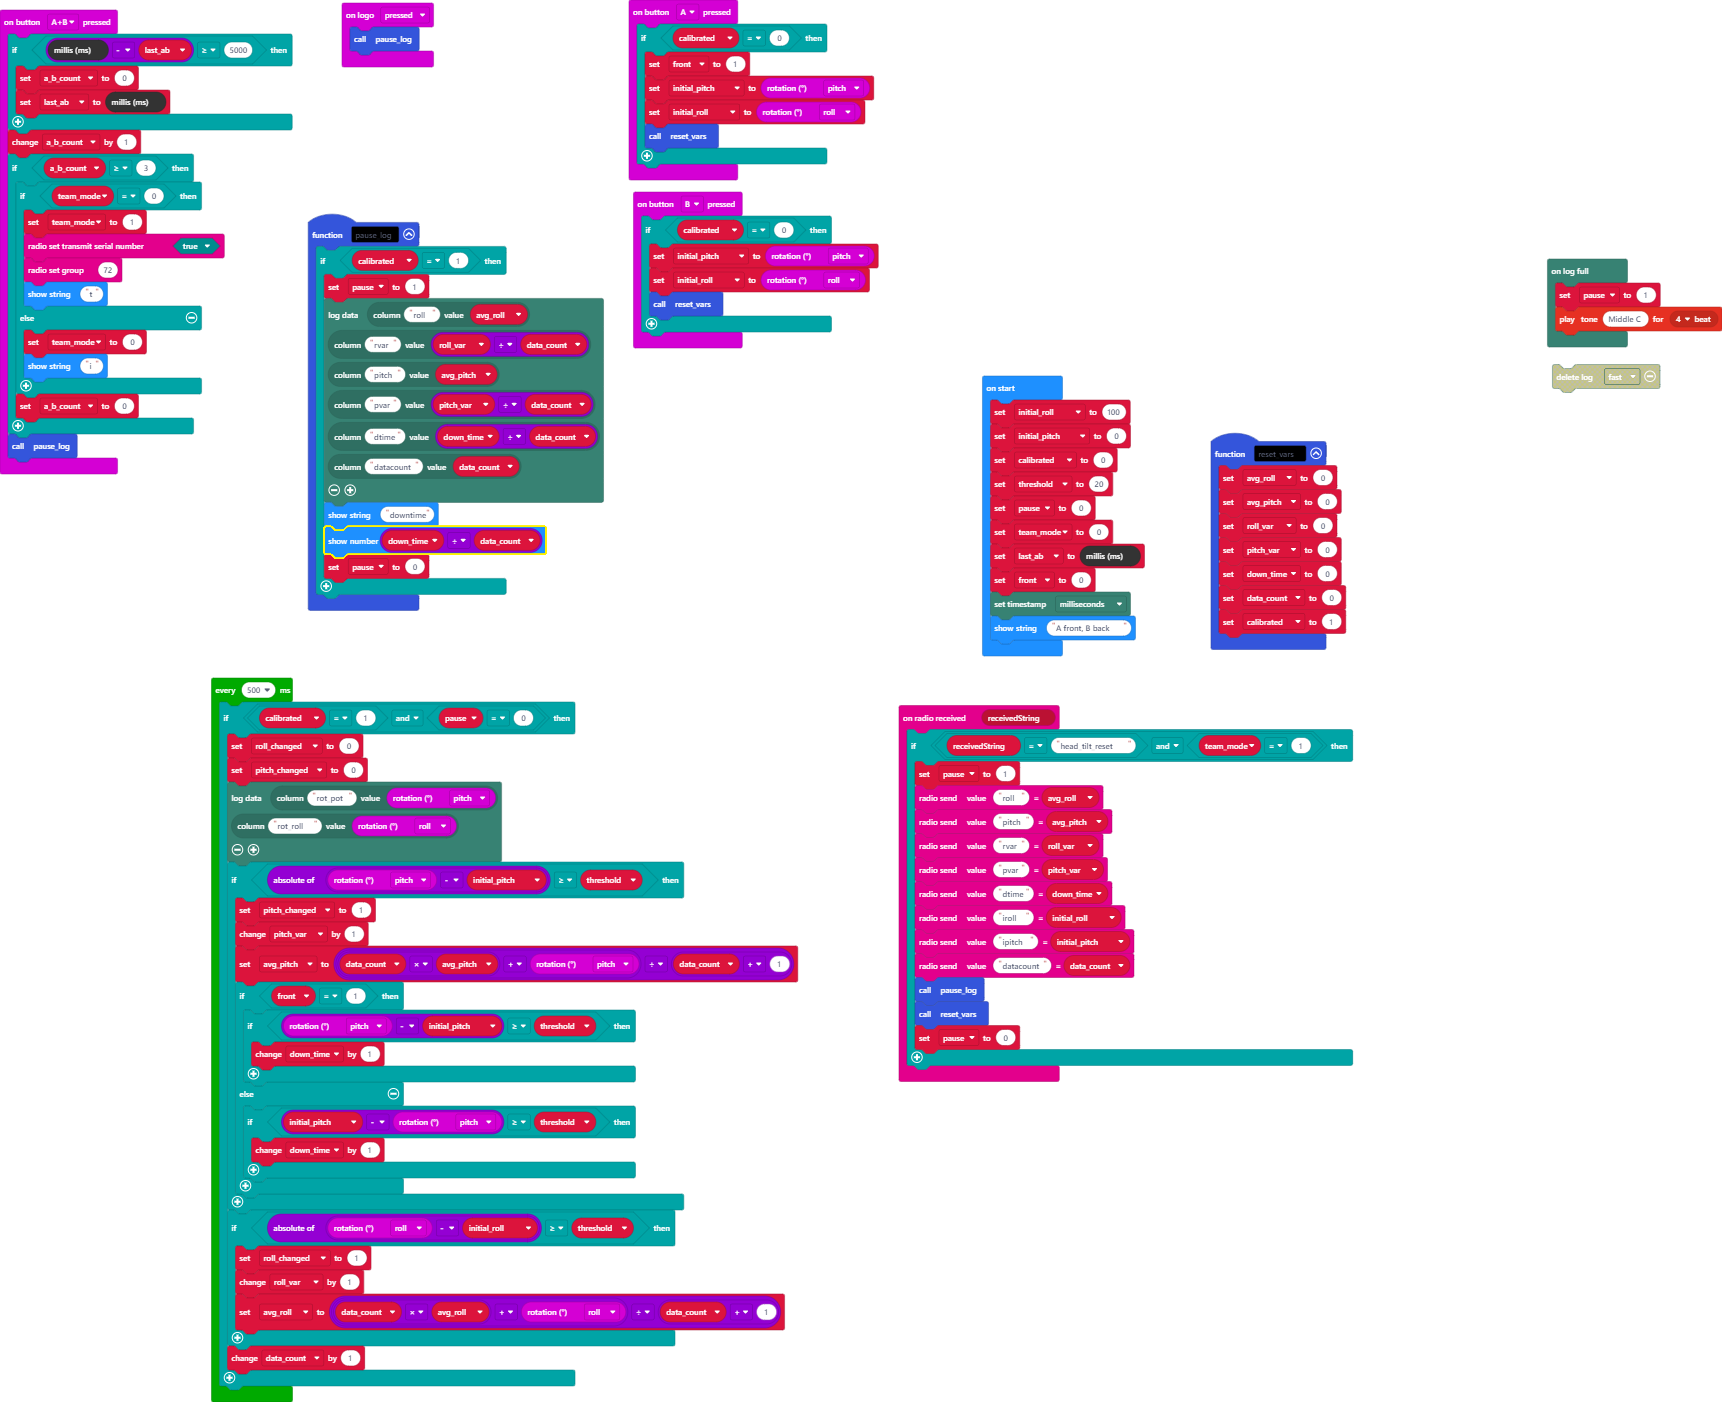 on button A+B pressed
if millis (ms) - last_ab ≥ 5000 then
set a_b_count to 0
set last_ab to millis (ms)
change a_b_count by 1
if a_b_count ≥ 3 then
if team_mode = 0 then
set team_mode to 1
radio set transmit serial number true
radio set group 72
show string "t"
else
set team_mode to 0
show string "i"
set a_b_count to 0
call pause_log
on logo pressed
call pause_log
function pause_log
if calibrated = 1 then
set pause to 1
log data column "roll" value avg_roll
column "rvar" value roll_var ÷ data_count
column "pitch" value avg_pitch
column "pvar" value pitch_var ÷ data_count
column "dtime" value down_time ÷ data_count
column "datacount" value data_count
show string "downtime"
show number down_time ÷ data_count
set pause to 0
on button A pressed
if calibrated = 0 then
set front to 1
set initial_pitch to rotation (°) pitch
set initial_roll to rotation (°) roll
call reset_vars
on button B pressed
if calibrated = 0 then
set initial_pitch to rotation (°) pitch
set initial_roll to rotation (°) roll
call reset_vars
on log full
set pause to 1
play tone Middle C for 4 beat
delete log fast
on start
set initial_roll to 100
set initial_pitch to 0
set calibrated to 0
set threshold to 20
set pause to 0
set team_mode to 0
set last_ab to millis (ms)
set front to 0
set timestamp milliseconds
show string "A front, B back"
function reset_vars
set avg_roll to 0
set avg_pitch to 0
set roll_var to 0
set pitch_var to 0
set down_time to 0
set data_count to 0
set calibrated to 1
every 500 ms
if calibrated = 1 and pause = 0 then
set roll_changed to 0
set pitch_changed to 0
log data column "rot_pot" value rotation (°) pitch
column "rot_roll" value rotation (°) roll
if absolute of rotation (°) pitch - initial_pitch ≥ threshold then
set pitch_changed to 1
change pitch_var by 1
set avg_pitch to data_count × avg_pitch + rotation (°) pitch ÷ data_count + 1
if front = 1 then
if rotation (°) pitch - initial_pitch ≥ threshold then
change down_time by 1
else
if initial_pitch - rotation (°) pitch ≥ threshold then
change down_time by 1
if absolute of rotation (°) roll - initial_roll ≥ threshold then
set roll_changed to 1
change roll_var by 1
set avg_roll to data_count × avg_roll + rotation (°) roll ÷ data_count + 1
change data_count by 1
on radio received receivedString
if receivedString = "head_tilt_reset" and team_mode = 1 then
set pause to 1
radio send value "roll" = avg_roll
radio send value "pitch" = avg_pitch
radio send value "rvar" = roll_var
radio send value "pvar" = pitch_var
radio send value "dtime" = down_time
radio send value "iroll" = initial_roll
radio send value "ipitch" = initial_pitch
radio send value "datacount" = data_count
call pause_log
call reset_vars
set pause to 0